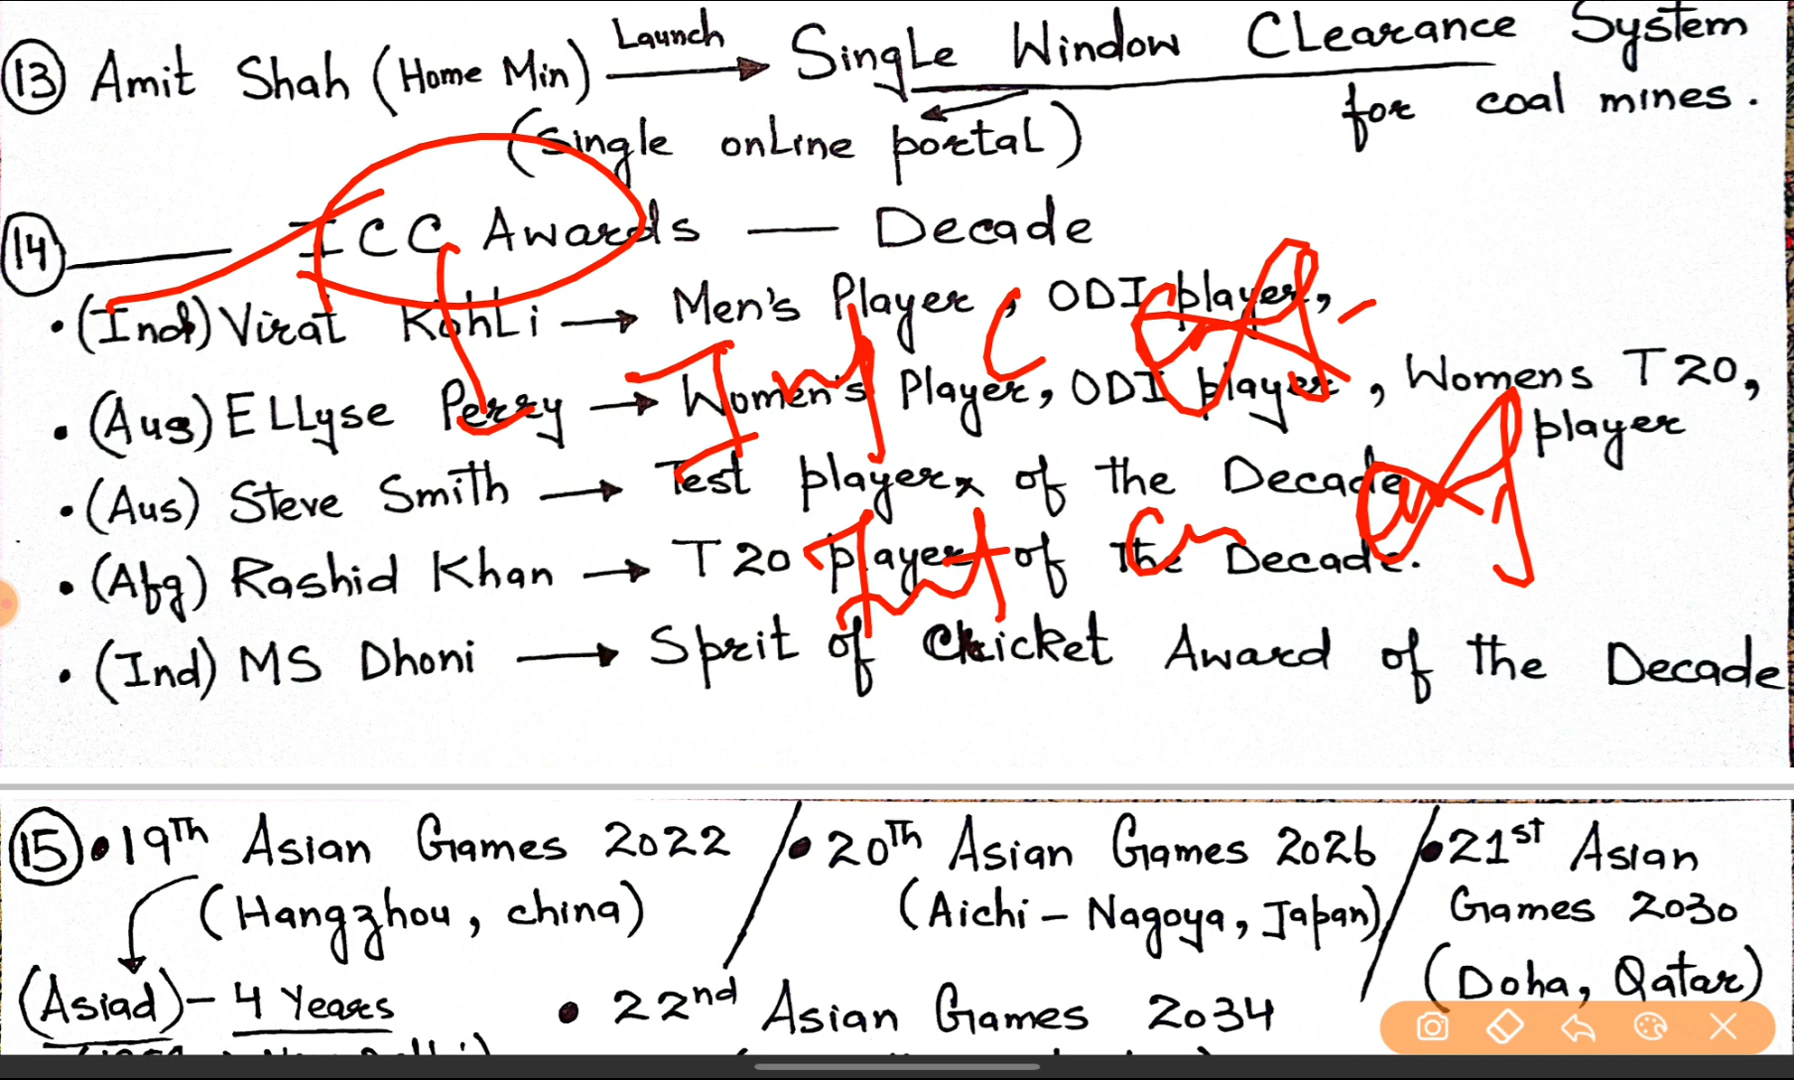 (13) Amit Shah (Home Min) Launch → Single Window Clearance System
(single online portal) for coal mines.
(14) ICC Awards — Decade
• (Ind) Virat Kohli → Men's Player, ODI player,
• (Aus) Ellyse Perry → Women's Player, ODI player, Womens T20,
player
• (Aus) Steve Smith → Test player of the Decade
• (Afg) Rashid Khan → T20 player of the Decade.
• (Ind) MS Dhoni → Sprit of Cricket Award of the Decade
(15) • 19Th Asian Games 2022 / • 20Th Asian Games 2026 / • 21st Asian
(Hangzhou, china) (Aichi - Nagoya, Japan) Games 2030
(Asiad) - 4 Years • 22nd Asian Games 2034 (Doha, Qatar)